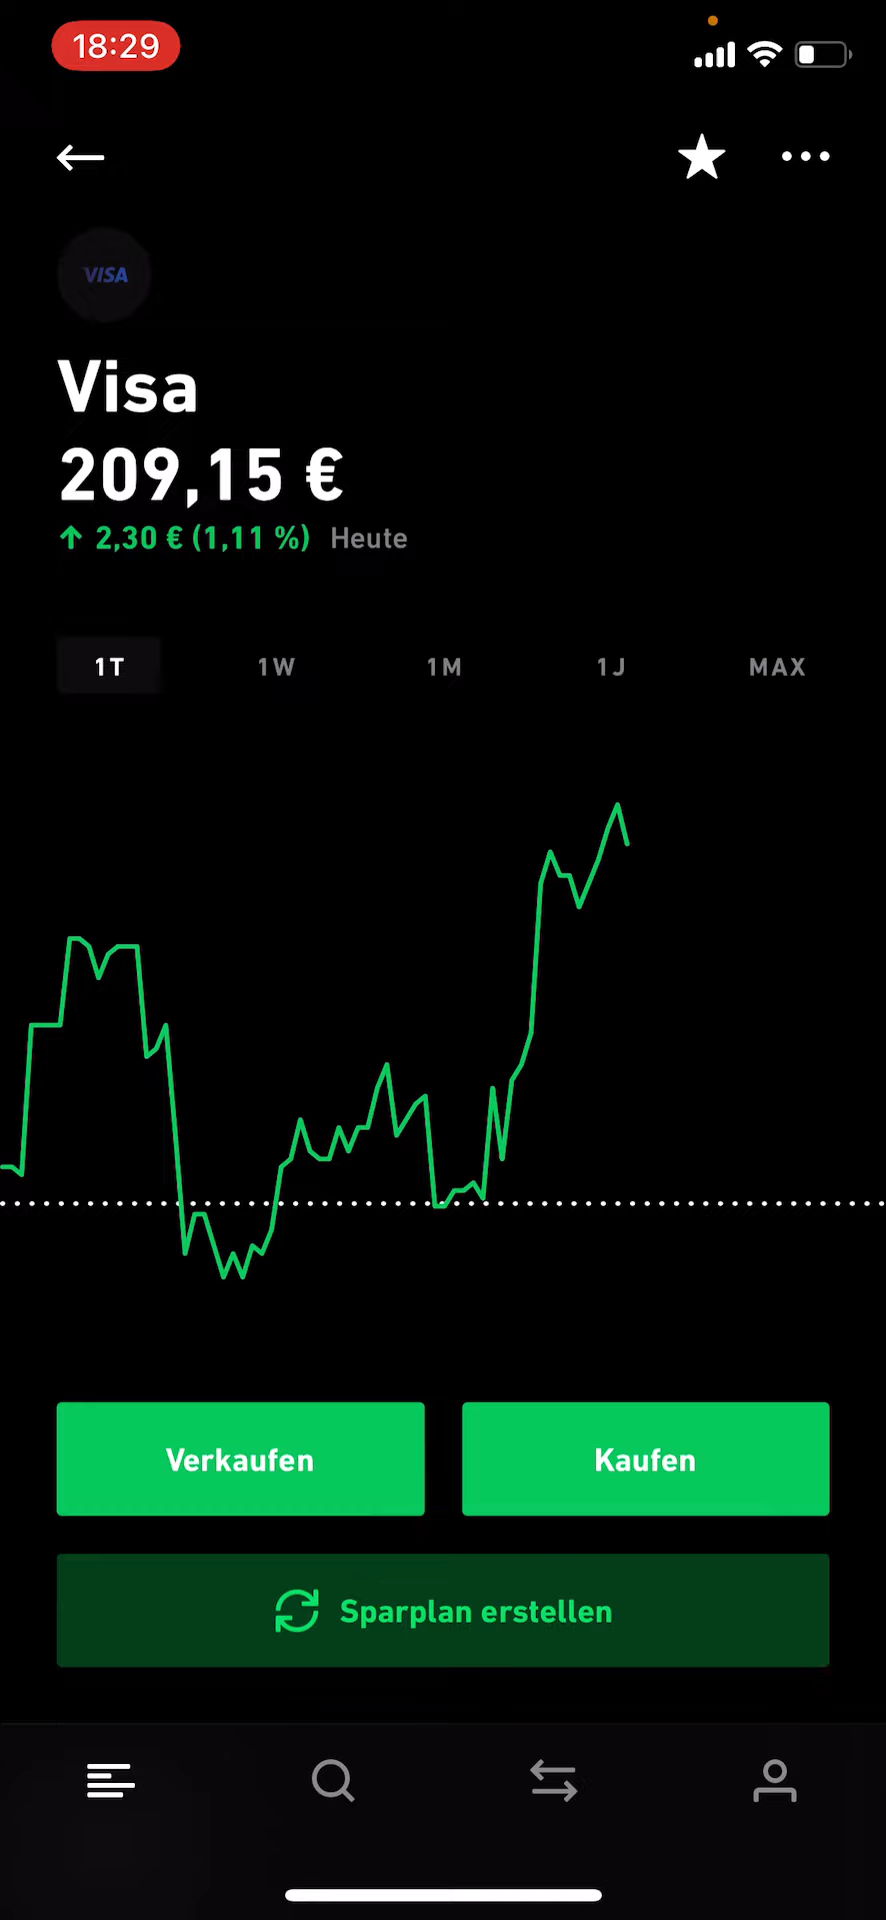 18:29
VISA
Visa
209,15 €
2,30 € (1,11 %) Heute
1T 1W 1M 1J MAX
Verkaufen Kaufen
Sparplan erstellen